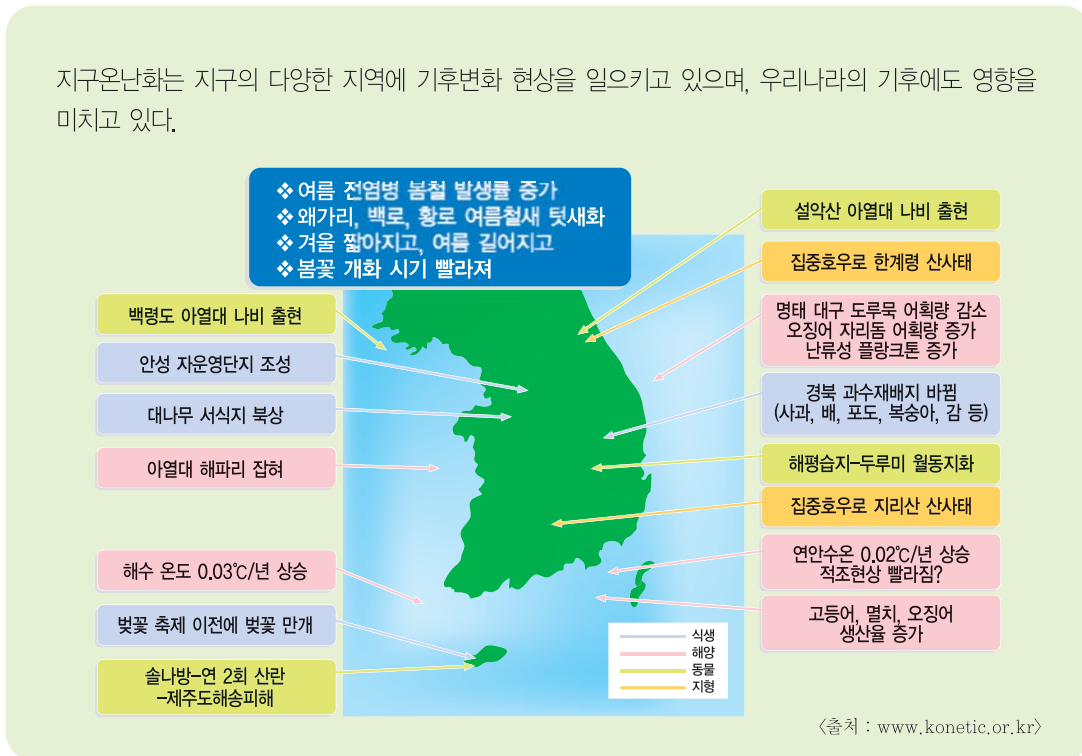 지구온난화는 지구의 다양한 지역에 기후변화 현상을 일으키고 있으며, 우리나라의 기후에도 영향을
미치고 있다.
❖ 여름 전염병 봄철 발생률 증가
❖ 왜가리, 백로, 황로 여름철새 텃새화
❖ 겨울 짧아지고, 여름 길어지고
❖ 봄꽃 개화 시기 빨라져
백령도 아열대 나비 출현
안성 자운영단지 조성
대나무 서식지 북상
아열대 해파리 잡혀
해수 온도 0.03℃/년 상승
벚꽃 축제 이전에 벚꽃 만개
솔나방-연 2회 산란
-제주도해송피해
설악산 아열대 나비 출현
집중호우로 한계령 산사태
명태 대구 도루묵 어획량 감소
오징어 자리돔 어획량 증가
난류성 플랑크톤 증가
경북 과수재배지 바뀜
(사과, 배, 포도, 복숭아, 감 등)
해평습지-두루미 월동지화
집중호우로 지리산 산사태
연안수온 0.02℃/년 상승
적조현상 빨라짐?
고등어, 멸치, 오징어
생산율 증가
식생
해양
동물
지형
〈출처 : www.konetic.or.kr〉